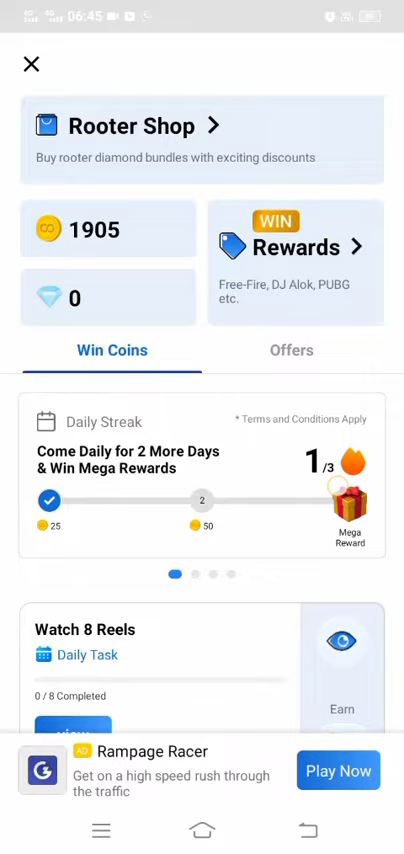 06:45
Rooter Shop
Buy rooter diamond bundles with exciting discounts
1905
WIN
Rewards
Free-Fire, DJ Alok, PUBG
etc.
0
Win Coins
Offers
Daily Streak
* Terms and Conditions Apply
Come Daily for 2 More Days
& Win Mega Rewards
1/3
2
25
50
Mega
Reward
Watch 8 Reels
Daily Task
0 / 8 Completed
Earn
AD Rampage Racer
Get on a high speed rush through
the traffic
Play Now